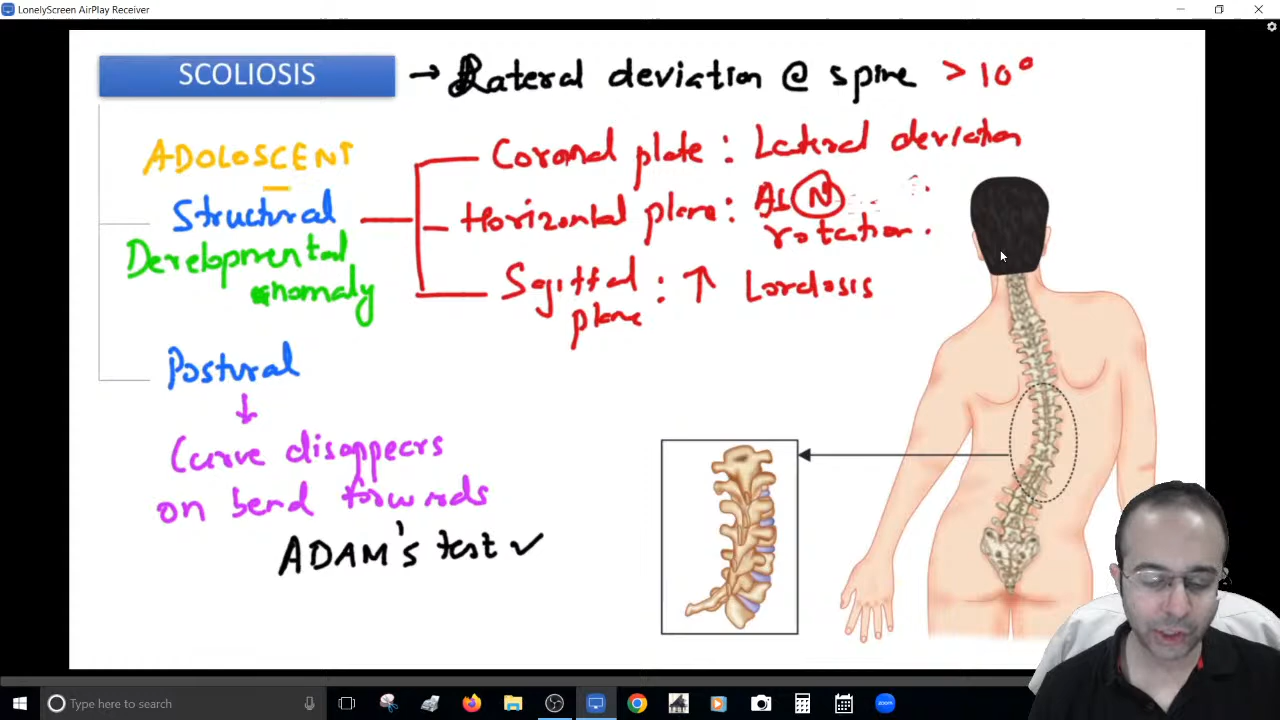 LonelyScreen AirPlay Receiver
SCOLIOSIS → Lateral deviation @ spine > 10°
ADOLOSCENT
Structural
Developmental
anomaly
Coronal plate : Lateral deviation
Horizontal plane :
rotation.
Sagittal plane : ↑ Lordosis
Postural
↓
Curve disappears
on bend forwards
ADAM's test ✓
Type here to search
zoom